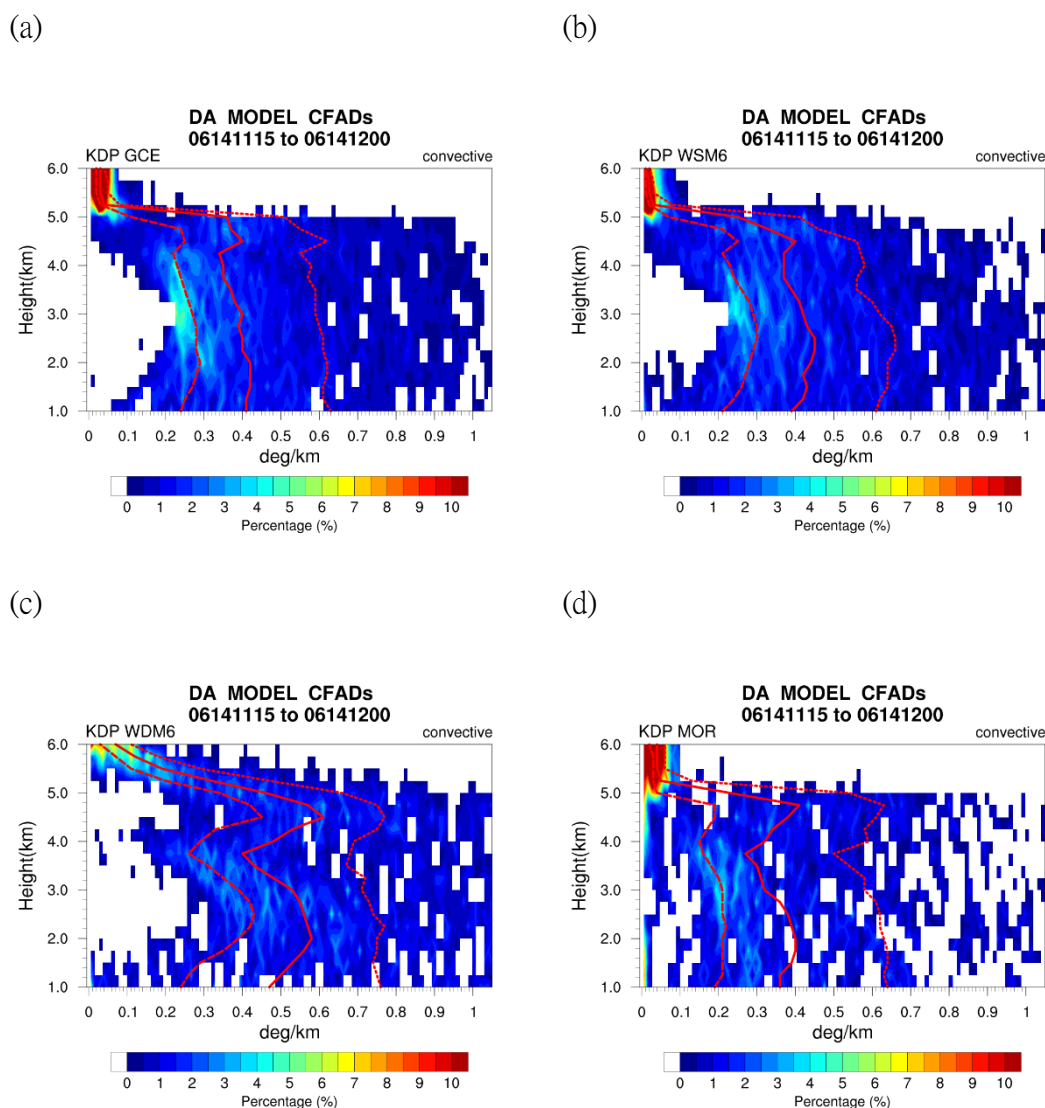 (a)
DA MODEL CFADs
06141115 to 06141200
KDP GCE convective
6.0
5.0
4.0
3.0
2.0
1.0
Height(km)
0 0.1 0.2 0.3 0.4 0.5 0.6 0.7 0.8 0.9 1
deg/km
0 1 2 3 4 5 6 7 8 9 10
Percentage (%)
(b)
DA MODEL CFADs
06141115 to 06141200
KDP WSM6 convective
6.0
5.0
4.0
3.0
2.0
1.0
Height(km)
0 0.1 0.2 0.3 0.4 0.5 0.6 0.7 0.8 0.9 1
deg/km
0 1 2 3 4 5 6 7 8 9 10
Percentage (%)
(c)
DA MODEL CFADs
06141115 to 06141200
KDP WDM6 convective
6.0
5.0
4.0
3.0
2.0
1.0
Height(km)
0 0.1 0.2 0.3 0.4 0.5 0.6 0.7 0.8 0.9 1
deg/km
0 1 2 3 4 5 6 7 8 9 10
Percentage (%)
(d)
DA MODEL CFADs
06141115 to 06141200
KDP MOR convective
6.0
5.0
4.0
3.0
2.0
1.0
Height(km)
0 0.1 0.2 0.3 0.4 0.5 0.6 0.7 0.8 0.9 1
deg/km
0 1 2 3 4 5 6 7 8 9 10
Percentage (%)